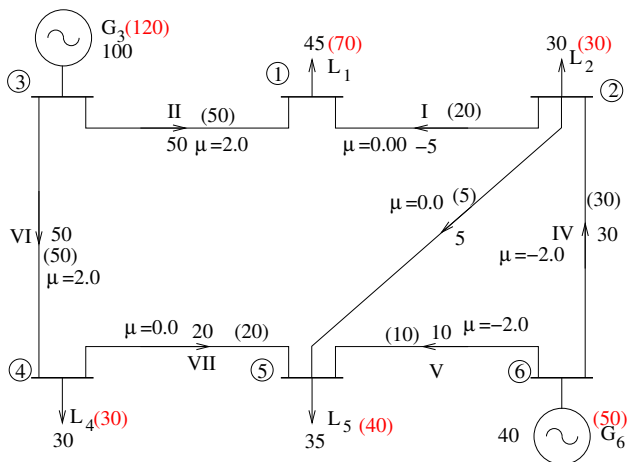 G3(120)
100
3
45(70)
L1
1
30 (30)
L2
2
II (50)
50 μ=2.0
I (20)
μ=0.00 −5
μ=0.0 (5)
5
(30)
IV 30
μ=−2.0
VI 50
(50)
μ=2.0
μ=0.0 20 (20)
VII
(10) 10 μ=−2.0
V
4
5
6
L4(30)
30
L5(40)
35
(50)
40 G6